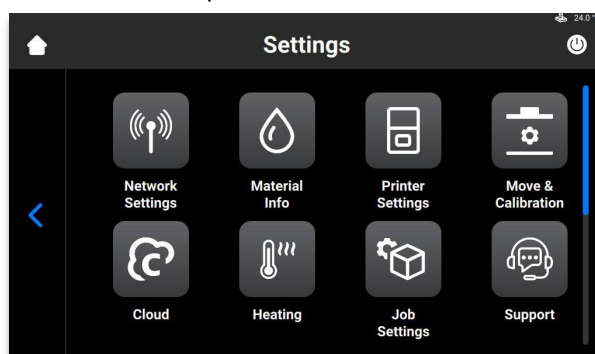 24.0°
Settings
Network
Settings
Material
Info
Printer
Settings
Move &
Calibration
Cloud
Heating
Job
Settings
Support